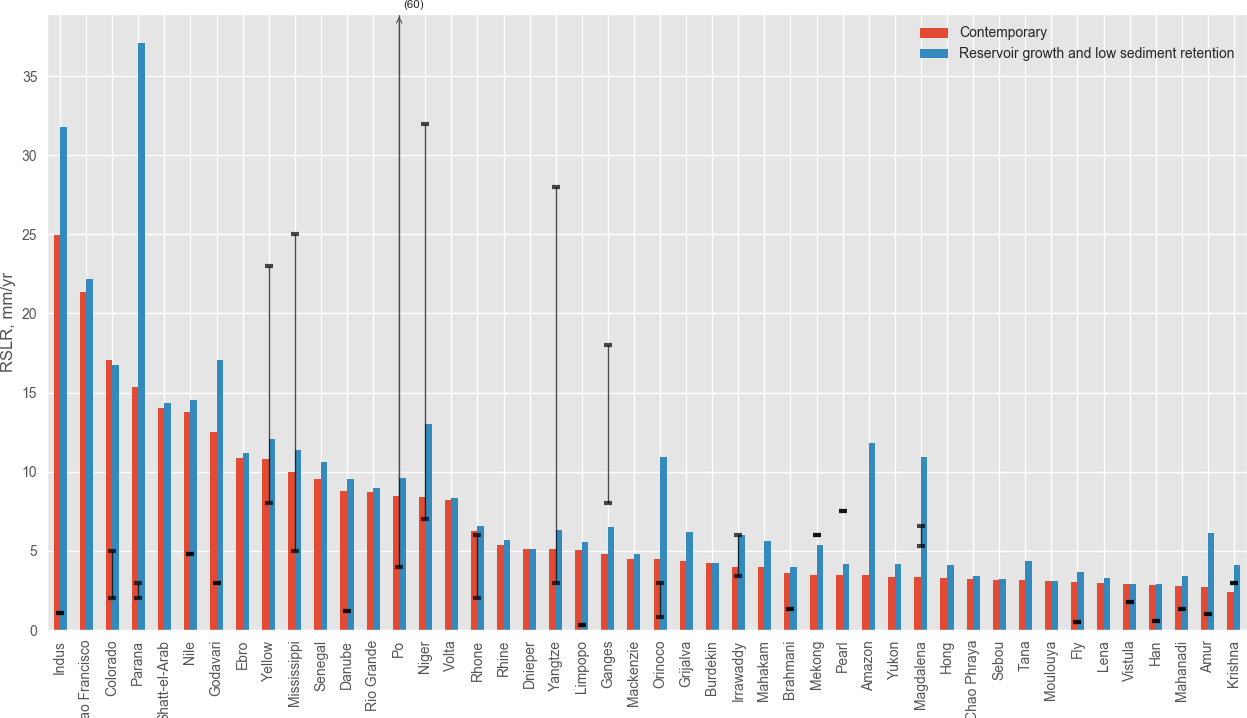 (60)
Contemporary
Reservoir growth and low sediment retention
RSLR, mm/yr
35
30
25
20
15
10
5
0
Indus
ao Francisco
Colorado
Parana
Shatt-el-Arab
Nile
Godavari
Ebro
Yellow
Mississippi
Senegal
Danube
Rio Grande
Po
Niger
Volta
Rhone
Rhine
Dnieper
Yangtze
Limpopo
Ganges
Mackenzie
Orinoco
Grijalva
Burdekin
Irrawaddy
Mahakam
Brahmani
Mekong
Pearl
Amazon
Yukon
Magdalena
Hong
Chao Phraya
Sebou
Tana
Moulouya
Fly
Lena
Vistula
Han
Mahanadi
Amur
Krishna